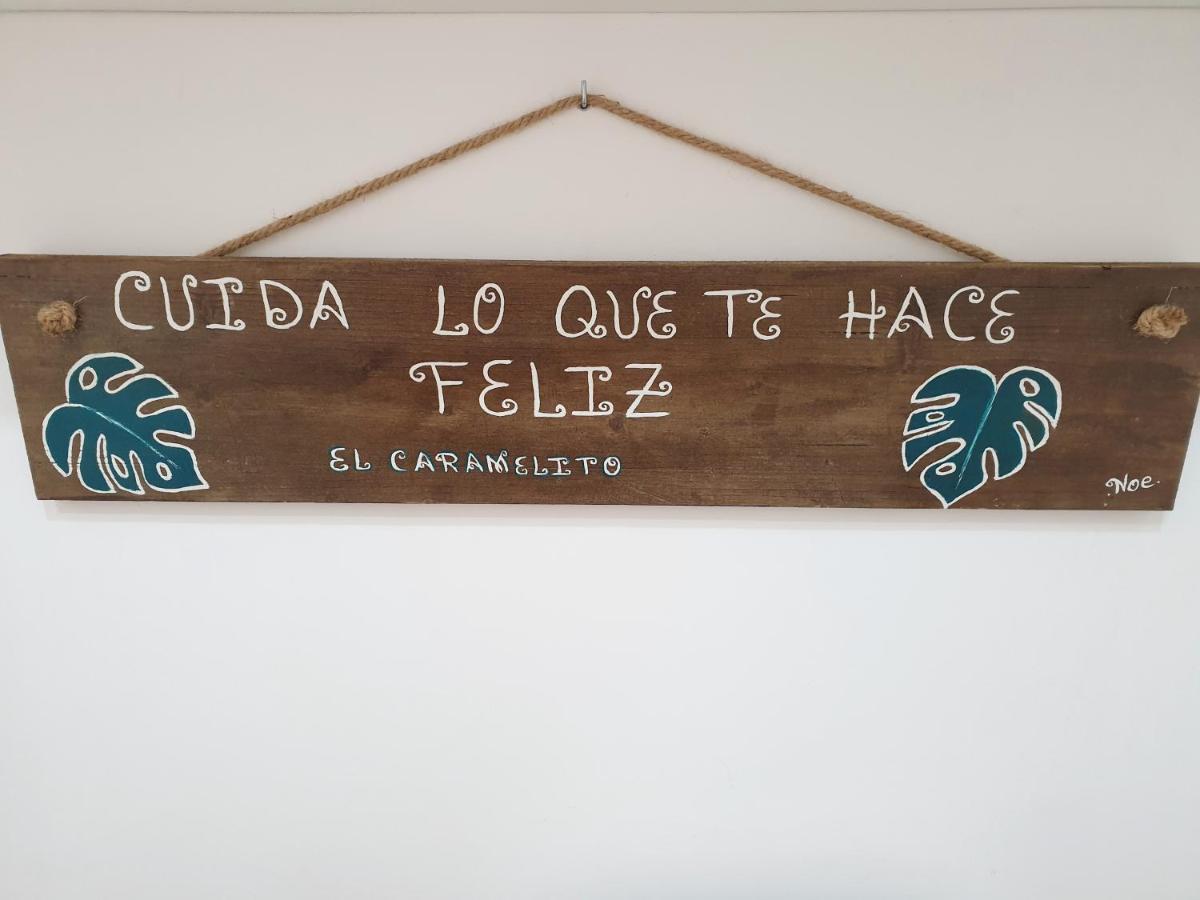 CUIDA LO QUE TE HACE
FELIZ
EL CARAMELITO
Noe.